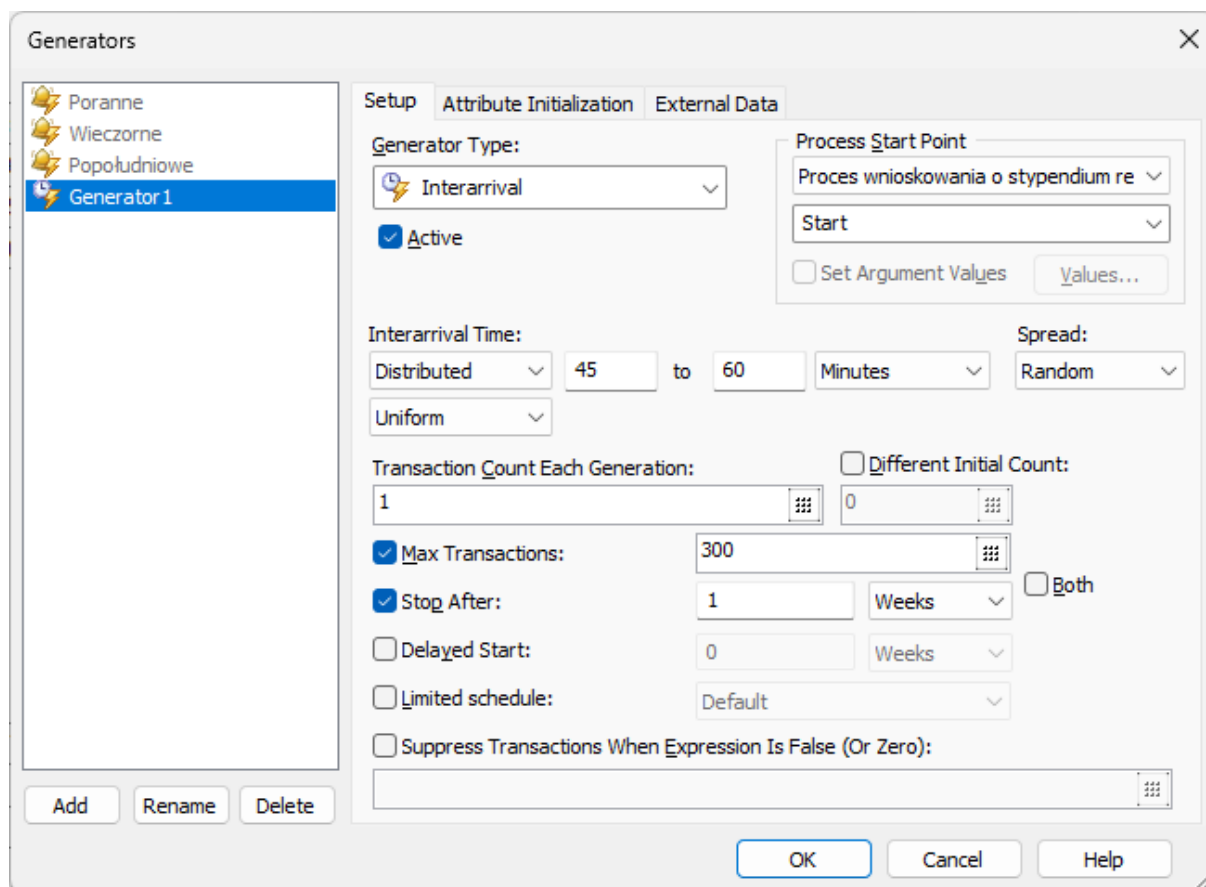 Generators
Poranne
Wieczorne
Popołudniowe
Generator1
Setup
Attribute Initialization
External Data
Generator Type:
Interarrival
Active
Process Start Point
Proces wnioskowania o stypendium re
Start
Set Argument Values
Values...
Interarrival Time:
Spread:
Distributed 45 to 60 Minutes Random
Uniform
Transaction Count Each Generation:
Different Initial Count:
1 0
Max Transactions: 300
Stop After: 1 Weeks
Both
Delayed Start: 0 Weeks
Limited schedule: Default
Suppress Transactions When Expression Is False (Or Zero):
Add Rename Delete
OK Cancel Help